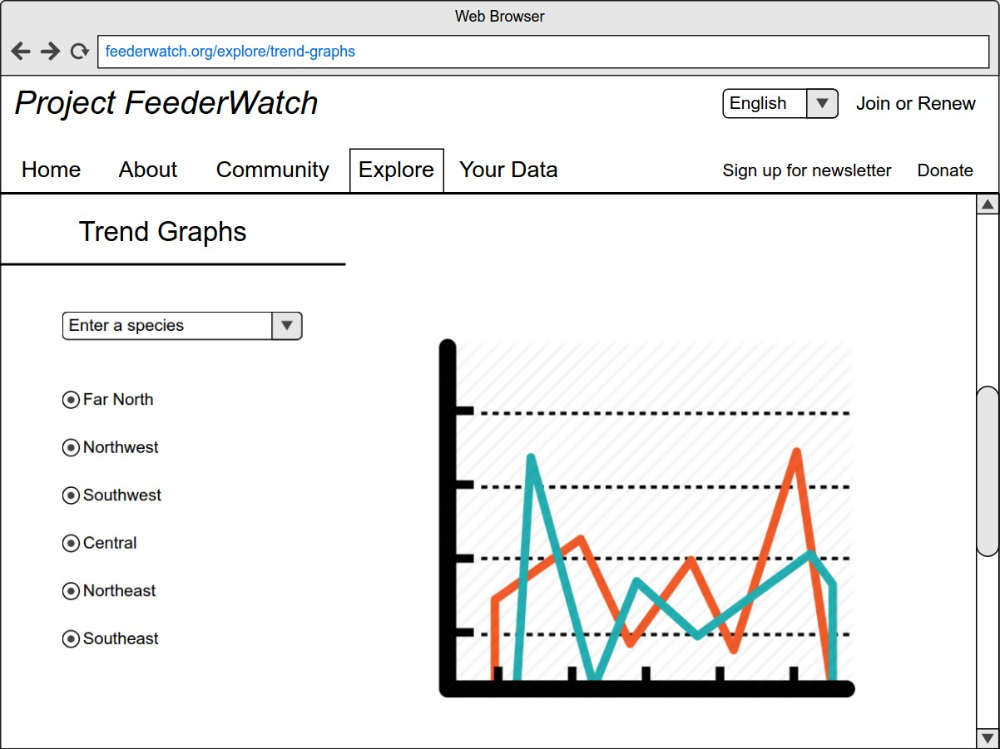 Web Browser
feederwatch.org/explore/trend-graphs
Project FeederWatch
English
Join or Renew
Home About Community Explore Your Data
Sign up for newsletter Donate
Trend Graphs
Enter a species
Far North
Northwest
Southwest
Central
Northeast
Southeast